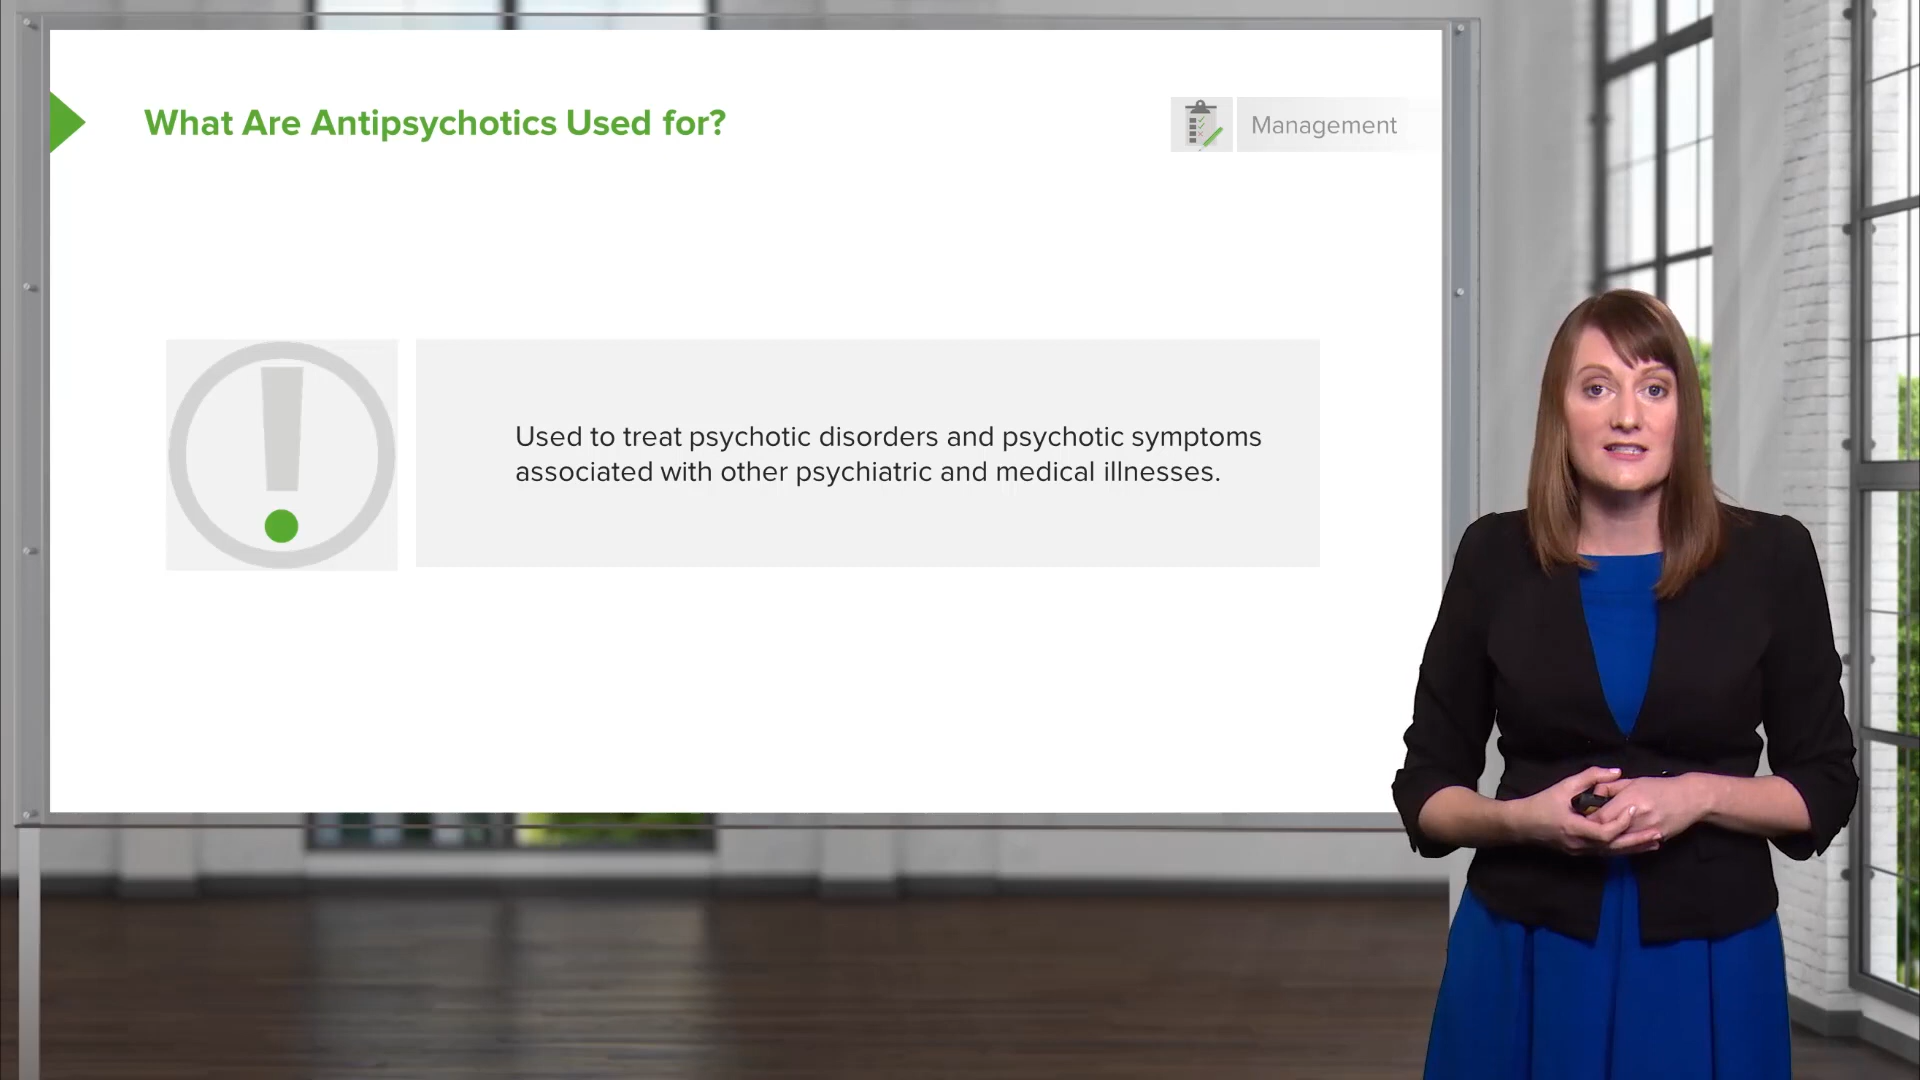 What Are Antipsychotics Used for?
Management
Used to treat psychotic disorders and psychotic symptoms
associated with other psychiatric and medical illnesses.